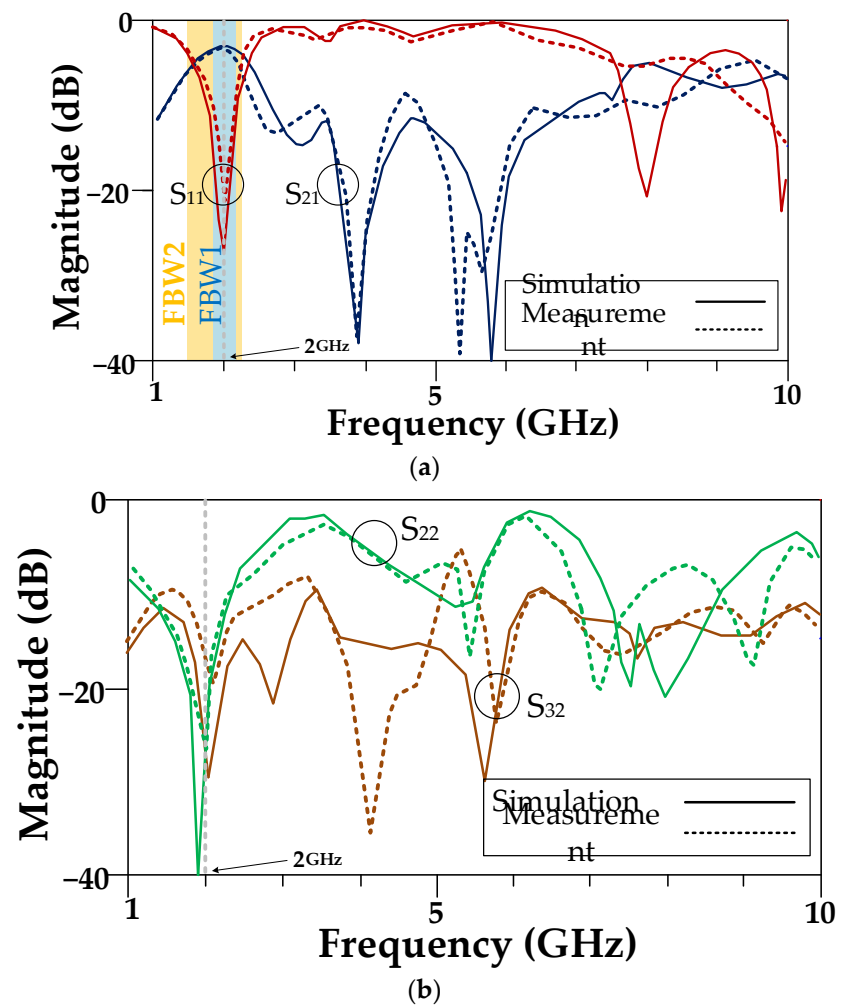 0
−20
−40
Magnitude (dB)
S11
S21
FBW2
FBW1
2GHz
Simulatio
n
Measureme
nt
1
5
10
Frequency (GHz)
(a)
0
−20
−40
Magnitude (dB)
S22
S32
2GHz
Simulation
Measureme
nt
1
5
10
Frequency (GHz)
(b)